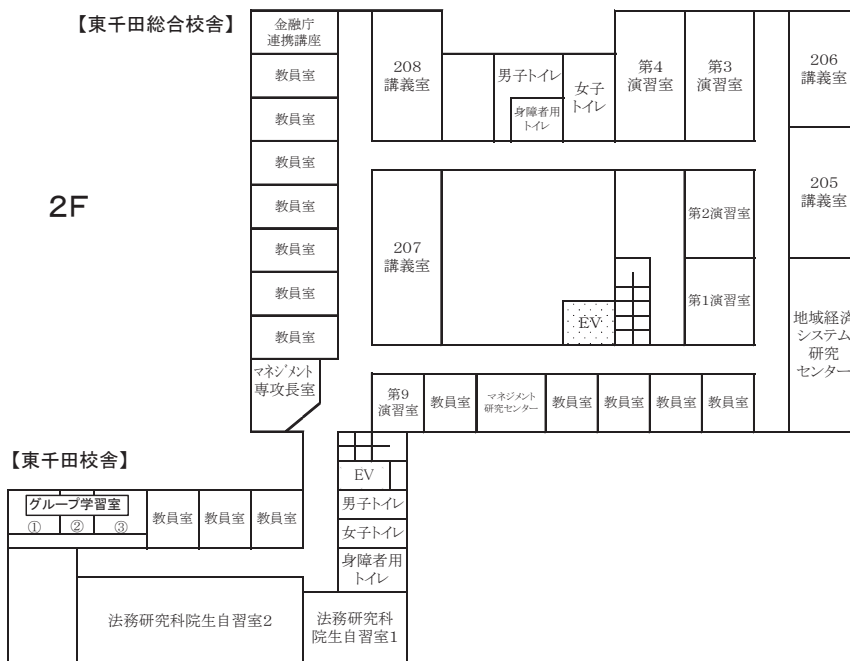 【東千田総合校舎】
2F
金融庁
連携講座
教員室
教員室
教員室
教員室
教員室
教員室
教員室
マネジメント
専攻長室
208
講義室
男子トイレ
身障者用
トイレ
女子
トイレ
第4
演習室
第3
演習室
206
講義室
205
講義室
207
講義室
第2演習室
第1演習室
EV
地域経済
システム
研究
センター
第9
演習室
教員室
マネジメント
研究センター
教員室
教員室
教員室
教員室
【東千田校舎】
グループ学習室
①
②
③
教員室
教員室
教員室
EV
男子トイレ
女子トイレ
身障者用
トイレ
法務研究科院生自習室2
法務研究科
院生自習室1